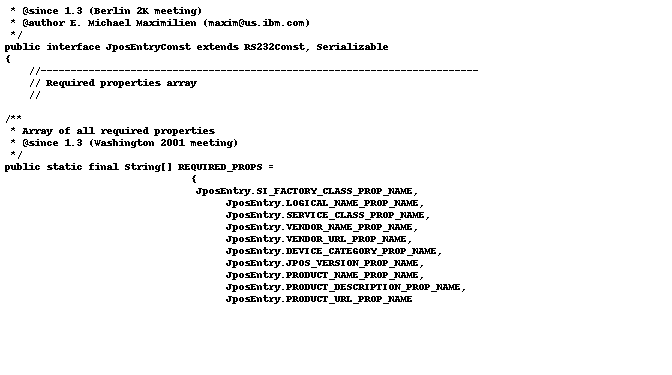 * @since 1.3 (Berlin 2K meeting)
 * @author E. Michael Maximilien (maxim@us.ibm.com)
 */
public interface JposEntryConst extends RS232Const, Serializable
{
    //-------------------------------------------------------------------------
    // Required properties array
    //
/**
 * Array of all required properties
 * @since 1.3 (Washington 2001 meeting)
 */
public static final String[] REQUIRED_PROPS =
                               {
                                JposEntry.SI_FACTORY_CLASS_PROP_NAME,
                                     JposEntry.LOGICAL_NAME_PROP_NAME,
                                     JposEntry.SERVICE_CLASS_PROP_NAME,
                                     JposEntry.VENDOR_NAME_PROP_NAME,
                                     JposEntry.VENDOR_URL_PROP_NAME,
                                     JposEntry.DEVICE_CATEGORY_PROP_NAME,
                                     JposEntry.JPOS_VERSION_PROP_NAME,
                                     JposEntry.PRODUCT_NAME_PROP_NAME,
                                     JposEntry.PRODUCT_DESCRIPTION_PROP_NAME,
                                     JposEntry.PRODUCT_URL_PROP_NAME